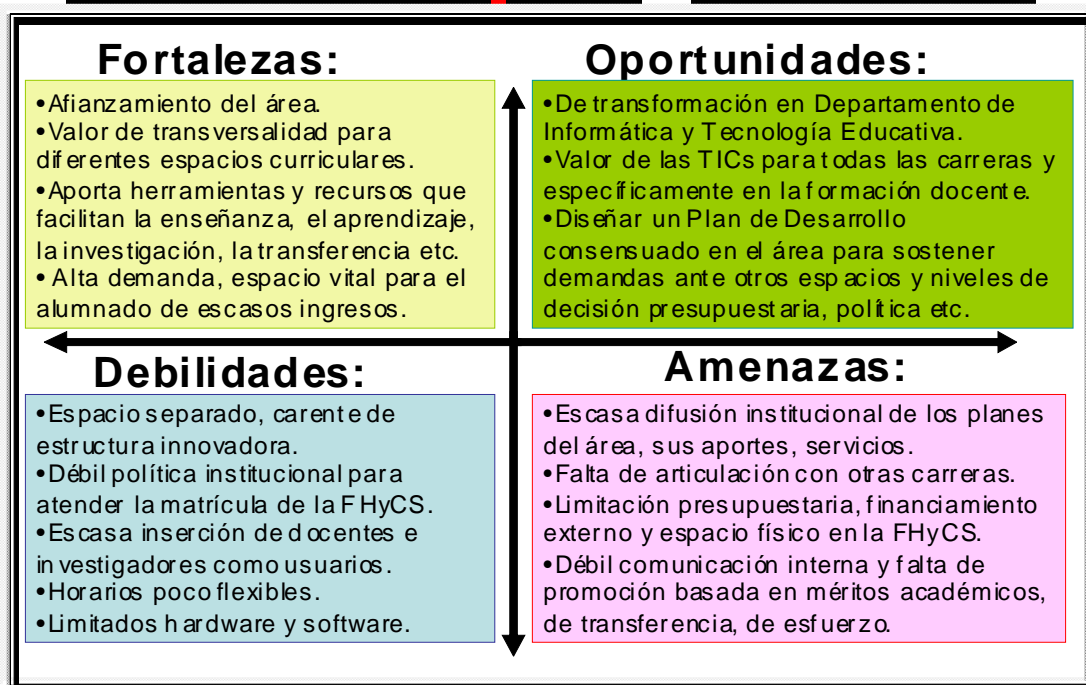 Fortalezas:
•Afianzamiento del área.
•Valor de transversalidad para
diferentes espacios curriculares.
•Aporta herramientas y recursos que
facilitan la enseñanza, el aprendizaje,
la investigación, la transferencia etc.
• Alta demanda, espacio vital para el
alumnado de escasos ingresos.
Oportunidades:
•De transformación en Departamento de
Informática y Tecnología Educativa.
•Valor de las TICs para todas las carreras y
específicamente en la formación docente.
•Diseñar un Plan de Desarrollo
consensuado en el área para sostener
demandas ante otros espacios y niveles de
decisión presupuestaria, política etc.
Debilidades:
•Espacio separado, carente de
estructura innovadora.
•Débil política institucional para
atender la matrícula de la FHyCS.
•Escasa inserción de docentes e
investigadores como usuarios.
•Horarios poco flexibles.
•Limitados hardware y software.
Amenazas:
•Escasa difusión institucional de los planes
del área, sus aportes, servicios.
•Falta de articulación con otras carreras.
•Limitación presupuestaria, financiamiento
externo y espacio físico en la FHyCS.
•Débil comunicación interna y falta de
promoción basada en méritos académicos,
de transferencia, de esfuerzo.